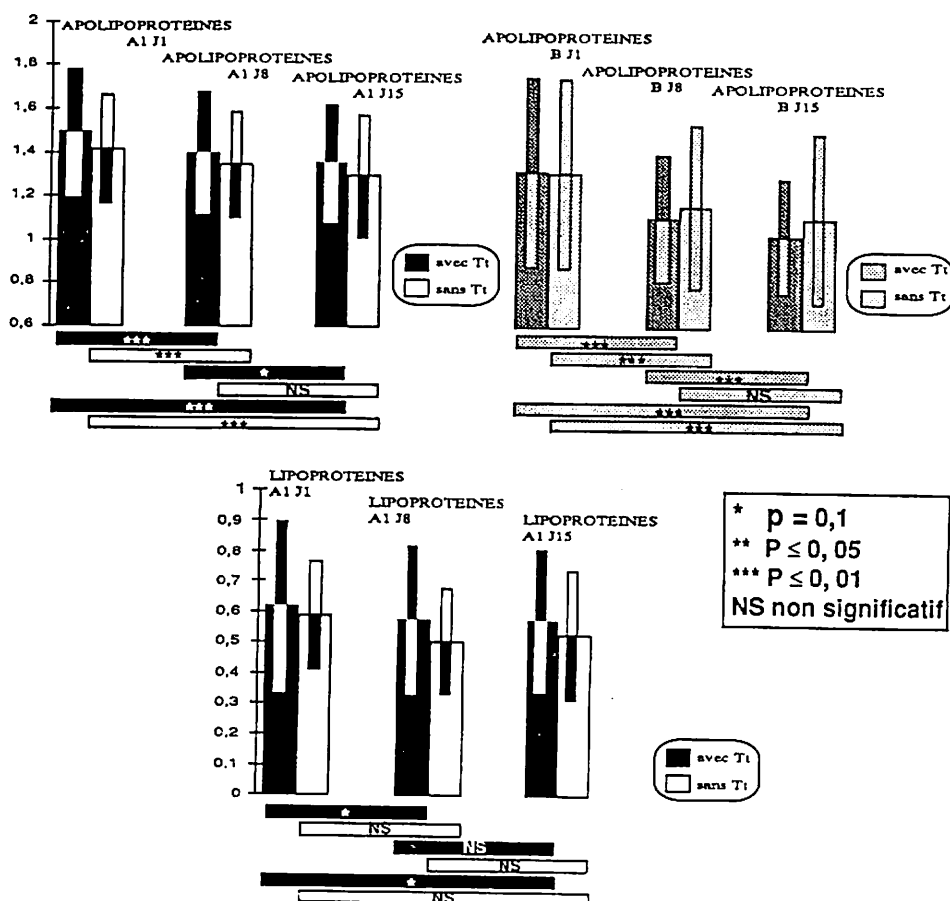 2
1,8
1,6
1,4
1,2
1
0,8
0,6
APOLIPOPROTEINES
A1 J1
APOLIPOPROTEINES
A1 J8
APOLIPOPROTEINES
A1 J15
avec Tt
sans Tt
***
***
*
NS
***
***
APOLIPOPROTEINES
B J1
APOLIPOPROTEINES
B J8
APOLIPOPROTEINES
B J15
avec Tt
sans Tt
***
***
***
NS
***
***
1
0,9
0,8
0,7
0,6
0,5
0,4
0,3
0,2
0,1
0
LIPOPROTEINES
A1 J1
LIPOPROTEINES
A1 J8
LIPOPROTEINES
A1 J15
avec Tt
sans Tt
*
NS
NS
NS
*
NS
* p = 0,1
** P ≤ 0, 05
*** P ≤ 0, 01
NS non significatif